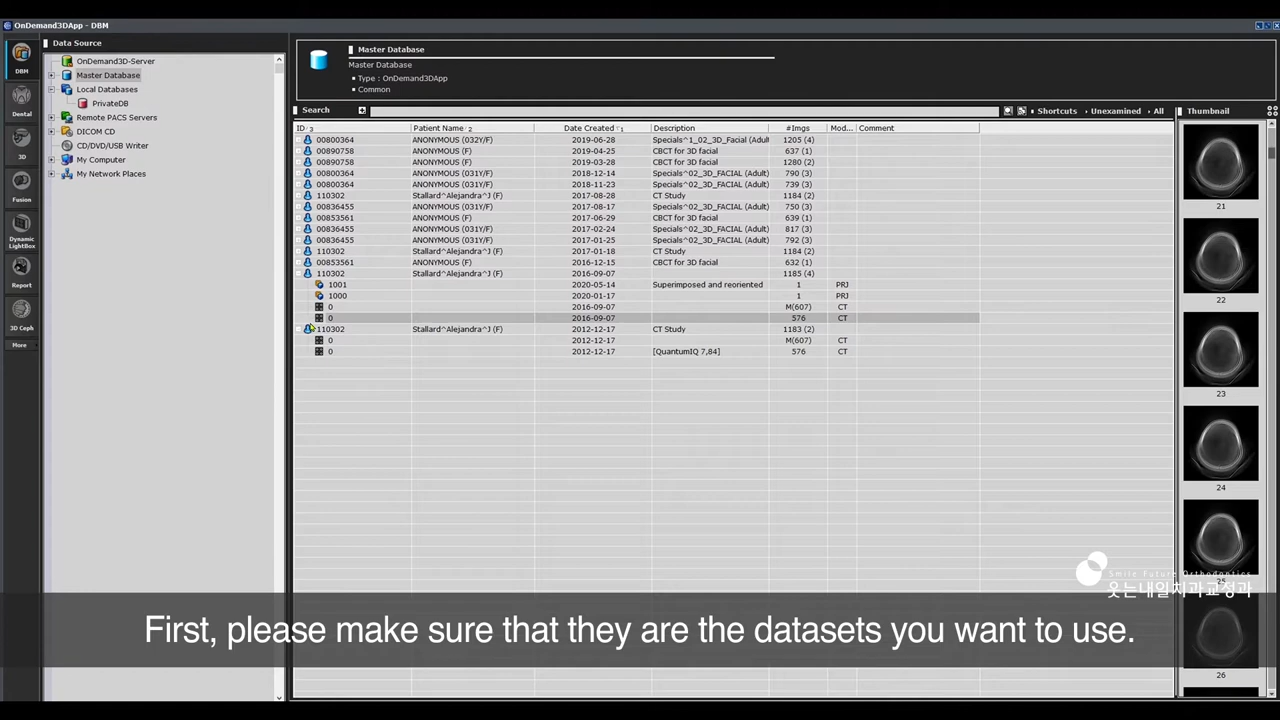 OnDemand3DApp - DBM
Data Source
DBM
Dental
3D
Fusion
Dynamic
LightBox
Report
3D Ceph
More
OnDemand3D-Server
Master Database
Local Databases
PrivateDB
Remote PACS Servers
DICOM CD
CD/DVD/USB Writer
My Computer
My Network Places
Master Database
Master Database
Type : OnDemand3DApp
Common
Search
Shortcuts
Unexamined
All
Thumbnail
ID 3 Patient Name 2 Date Created 1 Description #Imgs Mod... Comment
00800364 ANONYMOUS (032Y/F) 2019-06-28 Specials^1_02_3D_Facial (Adul 1205 (4)
00890758 ANONYMOUS (F) 2019-04-25 CBCT for 3D facial 637 (1)
00890758 ANONYMOUS (F) 2019-03-28 CBCT for 3D facial 1280 (2)
00800364 ANONYMOUS (031Y/F) 2018-12-14 Specials^02_3D_FACIAL (Adult) 790 (3)
00800364 ANONYMOUS (031Y/F) 2018-11-23 Specials^02_3D_FACIAL (Adult) 739 (3)
110302 Stallard^Alejandra^J (F) 2017-08-28 CT Study 1184 (2)
00836455 ANONYMOUS (031Y/F) 2017-08-17 Specials^02_3D_FACIAL (Adult) 750 (3)
00853561 ANONYMOUS (F) 2017-06-29 CBCT for 3D facial 639 (1)
00836455 ANONYMOUS (031Y/F) 2017-02-24 Specials^02_3D_FACIAL (Adult) 817 (3)
00836455 ANONYMOUS (031Y/F) 2017-01-25 Specials^02_3D_FACIAL (Adult) 792 (3)
110302 Stallard^Alejandra^J (F) 2017-01-18 CT Study 1184 (2)
00853561 ANONYMOUS (F) 2016-12-15 CBCT for 3D facial 632 (1)
110302 Stallard^Alejandra^J (F) 2016-09-07 1185 (4)
1001 2020-05-14 Superimposed and reoriented 1 PRJ
1000 2020-01-17 1 PRJ
0 2016-09-07 M(607) CT
0 2016-09-07 576 CT
110302 Stallard^Alejandra^J (F) 2012-12-17 CT Study 1183 (2)
0 2012-12-17 M(607) CT
0 2012-12-17 [QuantumIQ 7,84] 576 CT
21
22
23
24
25
26
Smile Future Orthodontics
웃는내일치과교정과
First, please make sure that they are the datasets you want to use.